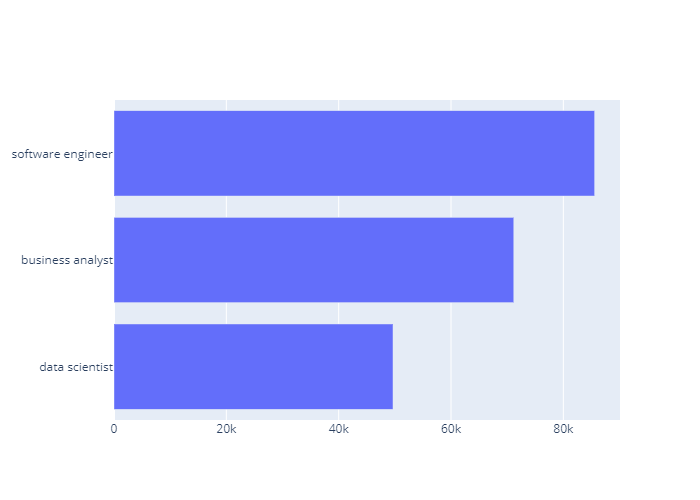 software engineer
business analyst
data scientist
0 20k 40k 60k 80k